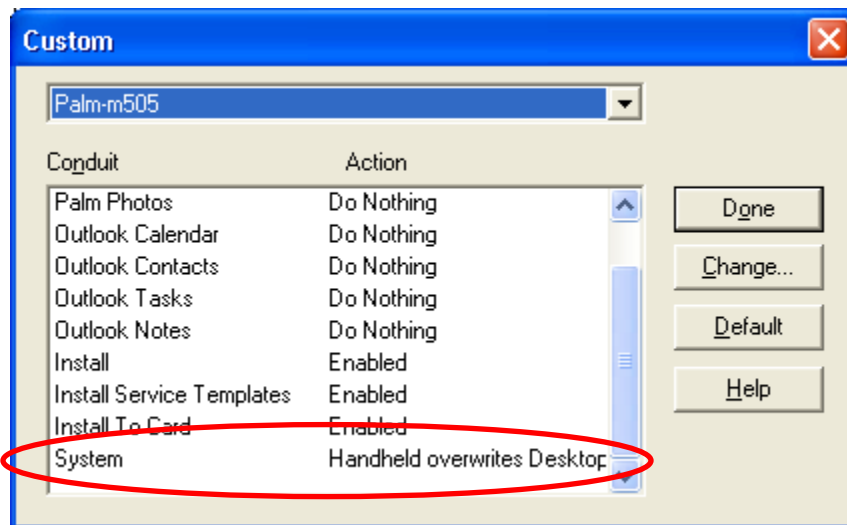 Custom
Palm-m505
Conduit Action
Palm Photos Do Nothing
Outlook Calendar Do Nothing
Outlook Contacts Do Nothing
Outlook Tasks Do Nothing
Outlook Notes Do Nothing
Install Enabled
Install Service Templates Enabled
Install To Card Enabled
System Handheld overwrites Desktop
Done
Change...
Default
Help